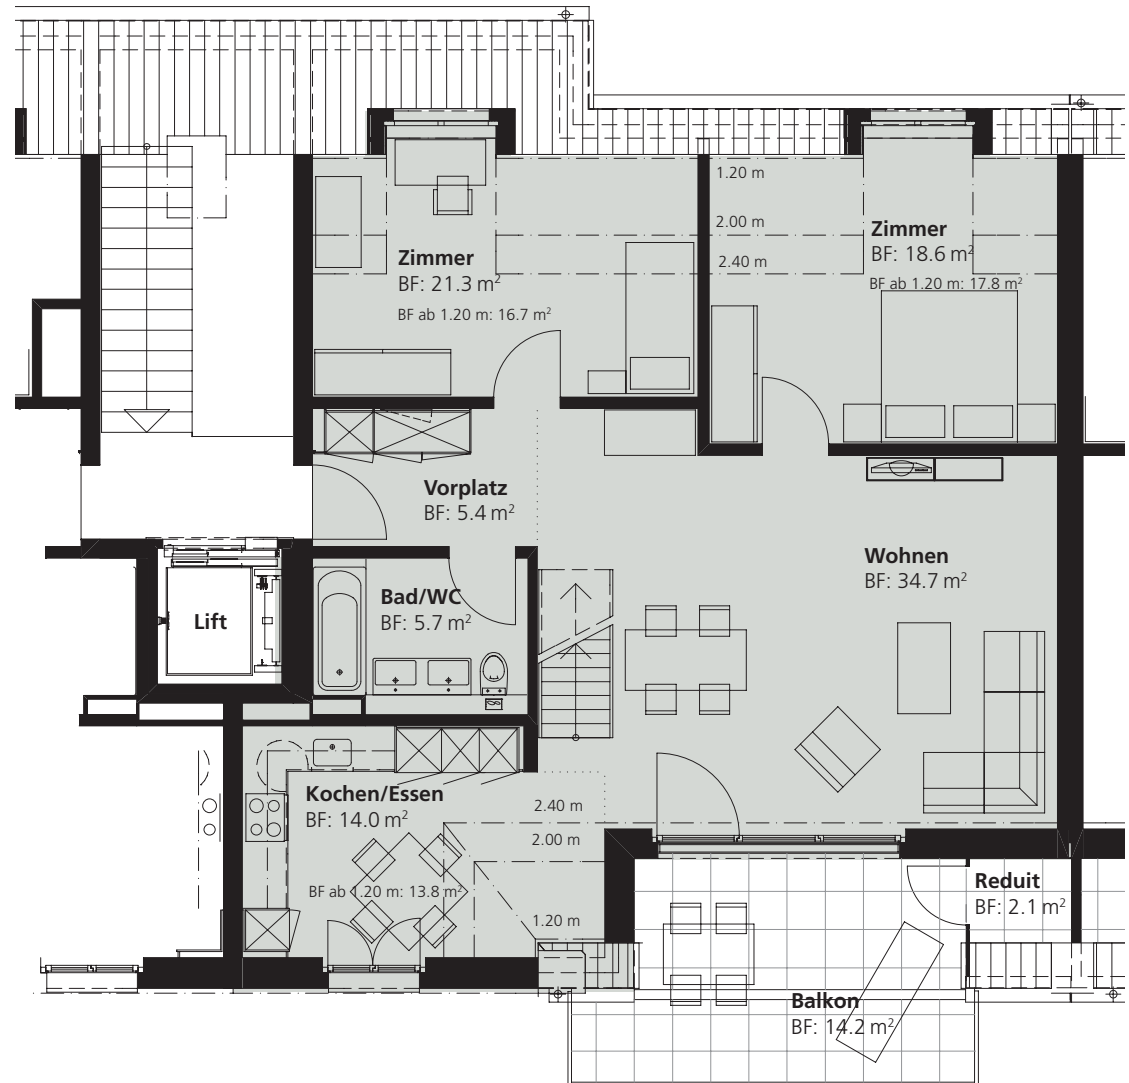 1.20 m
2.00 m
2.40 m
Zimmer
BF: 21.3 m²
BF ab 1.20 m: 16.7 m²
Zimmer
BF: 18.6 m²
BF ab 1.20 m: 17.8 m²
Vorplatz
BF: 5.4 m²
Wohnen
BF: 34.7 m²
Bad/WC
BF: 5.7 m²
Lift
Kochen/Essen
BF: 14.0 m²
BF ab 1.20 m: 13.8 m²
2.40 m
2.00 m
1.20 m
Reduit
BF: 2.1 m²
Balkon
BF: 14.2 m²